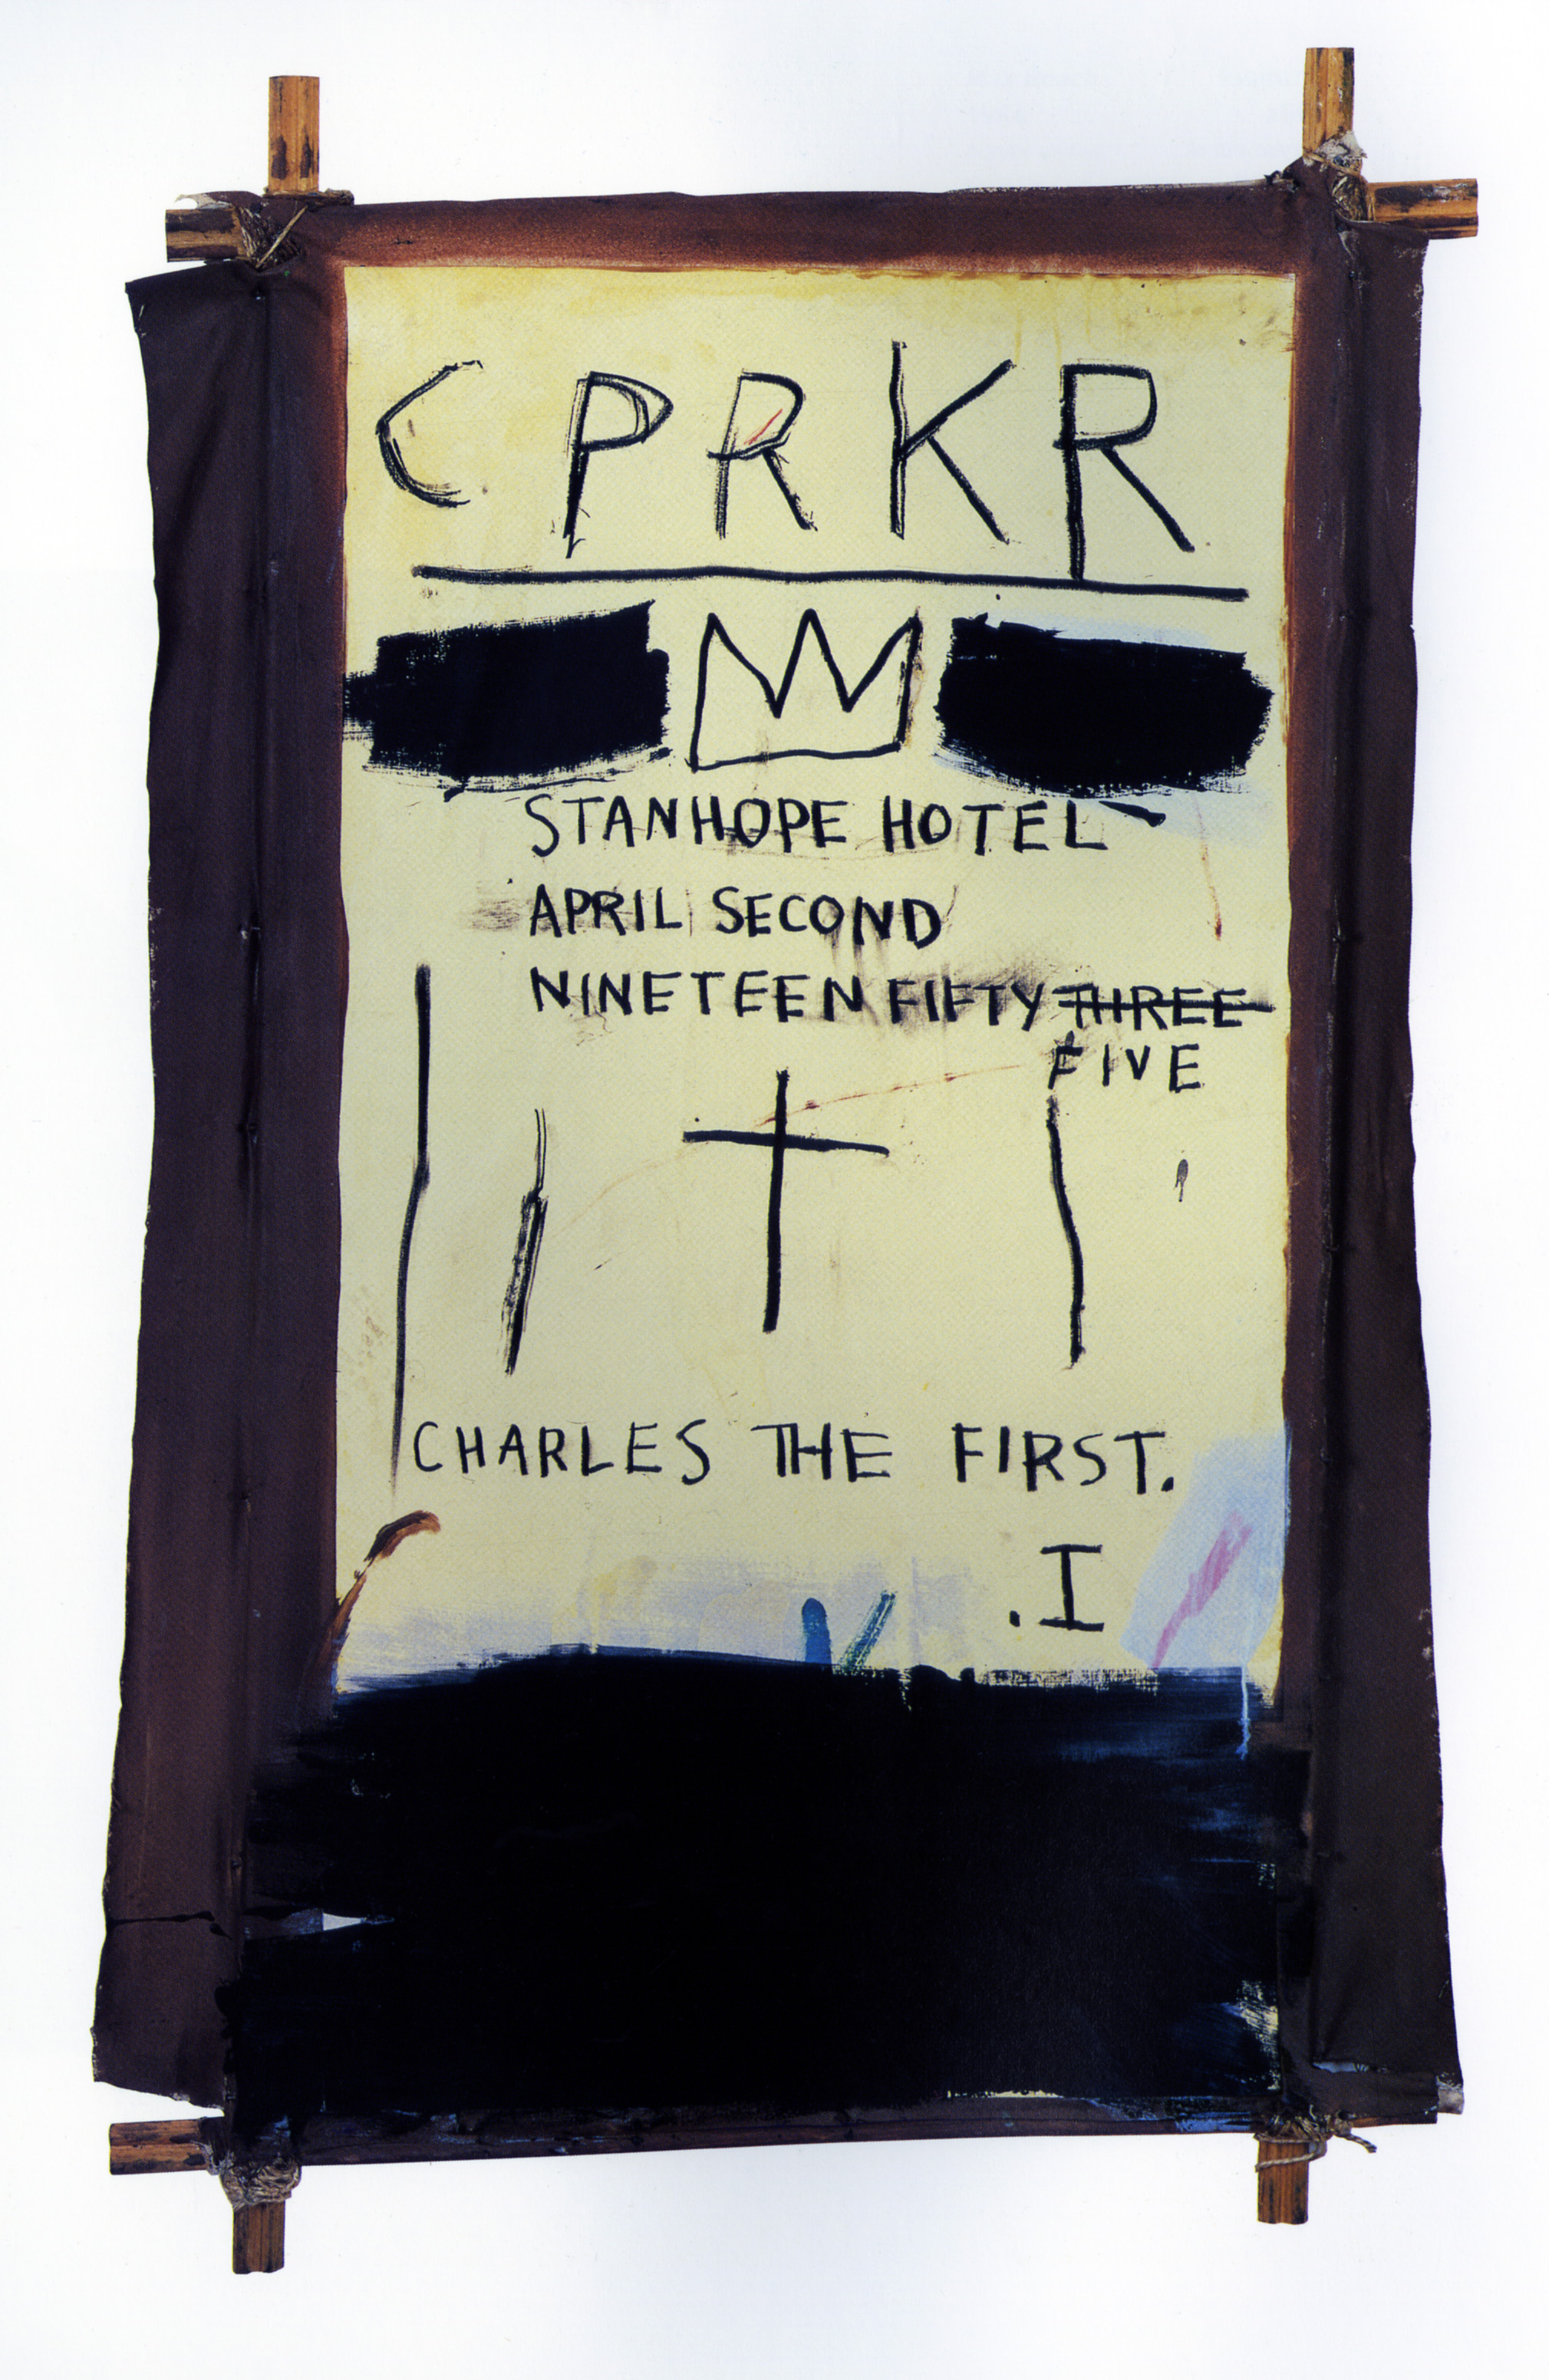 CPRKR
STANHOPE HOTEL
APRIL SECOND
NINETEEN FIFTY THREE
FIVE
CHARLES THE FIRST.
.I